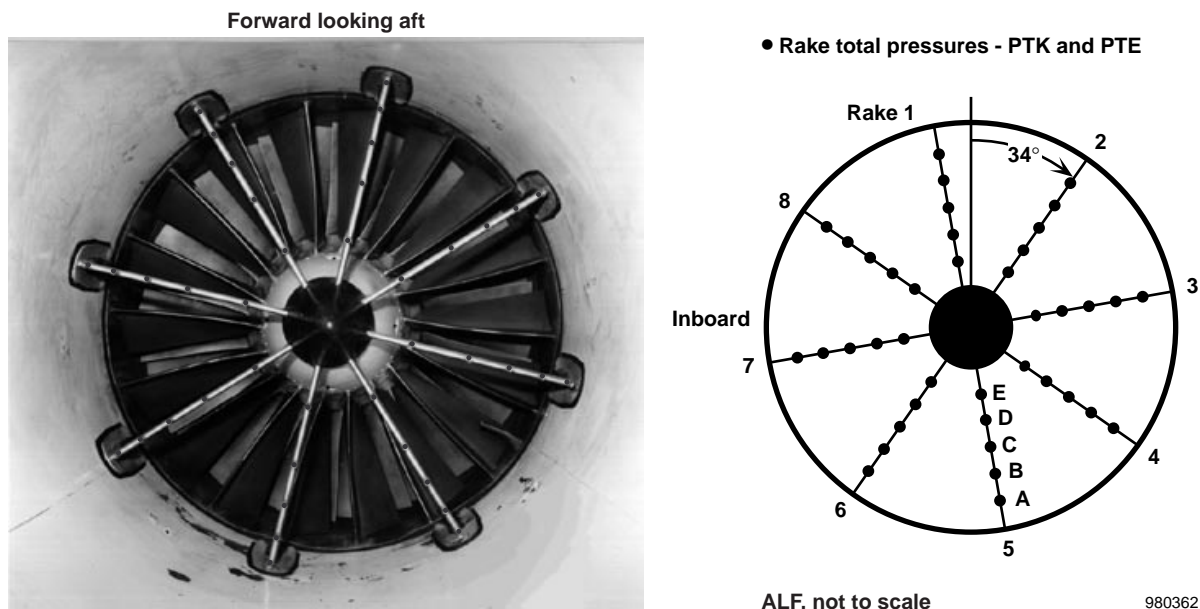 Forward looking aft
Rake total pressures - PTK and PTE
Rake 1
2
34°
8
3
Inboard
7
E
D
C
B
A
4
6
5
ALF, not to scale
980362